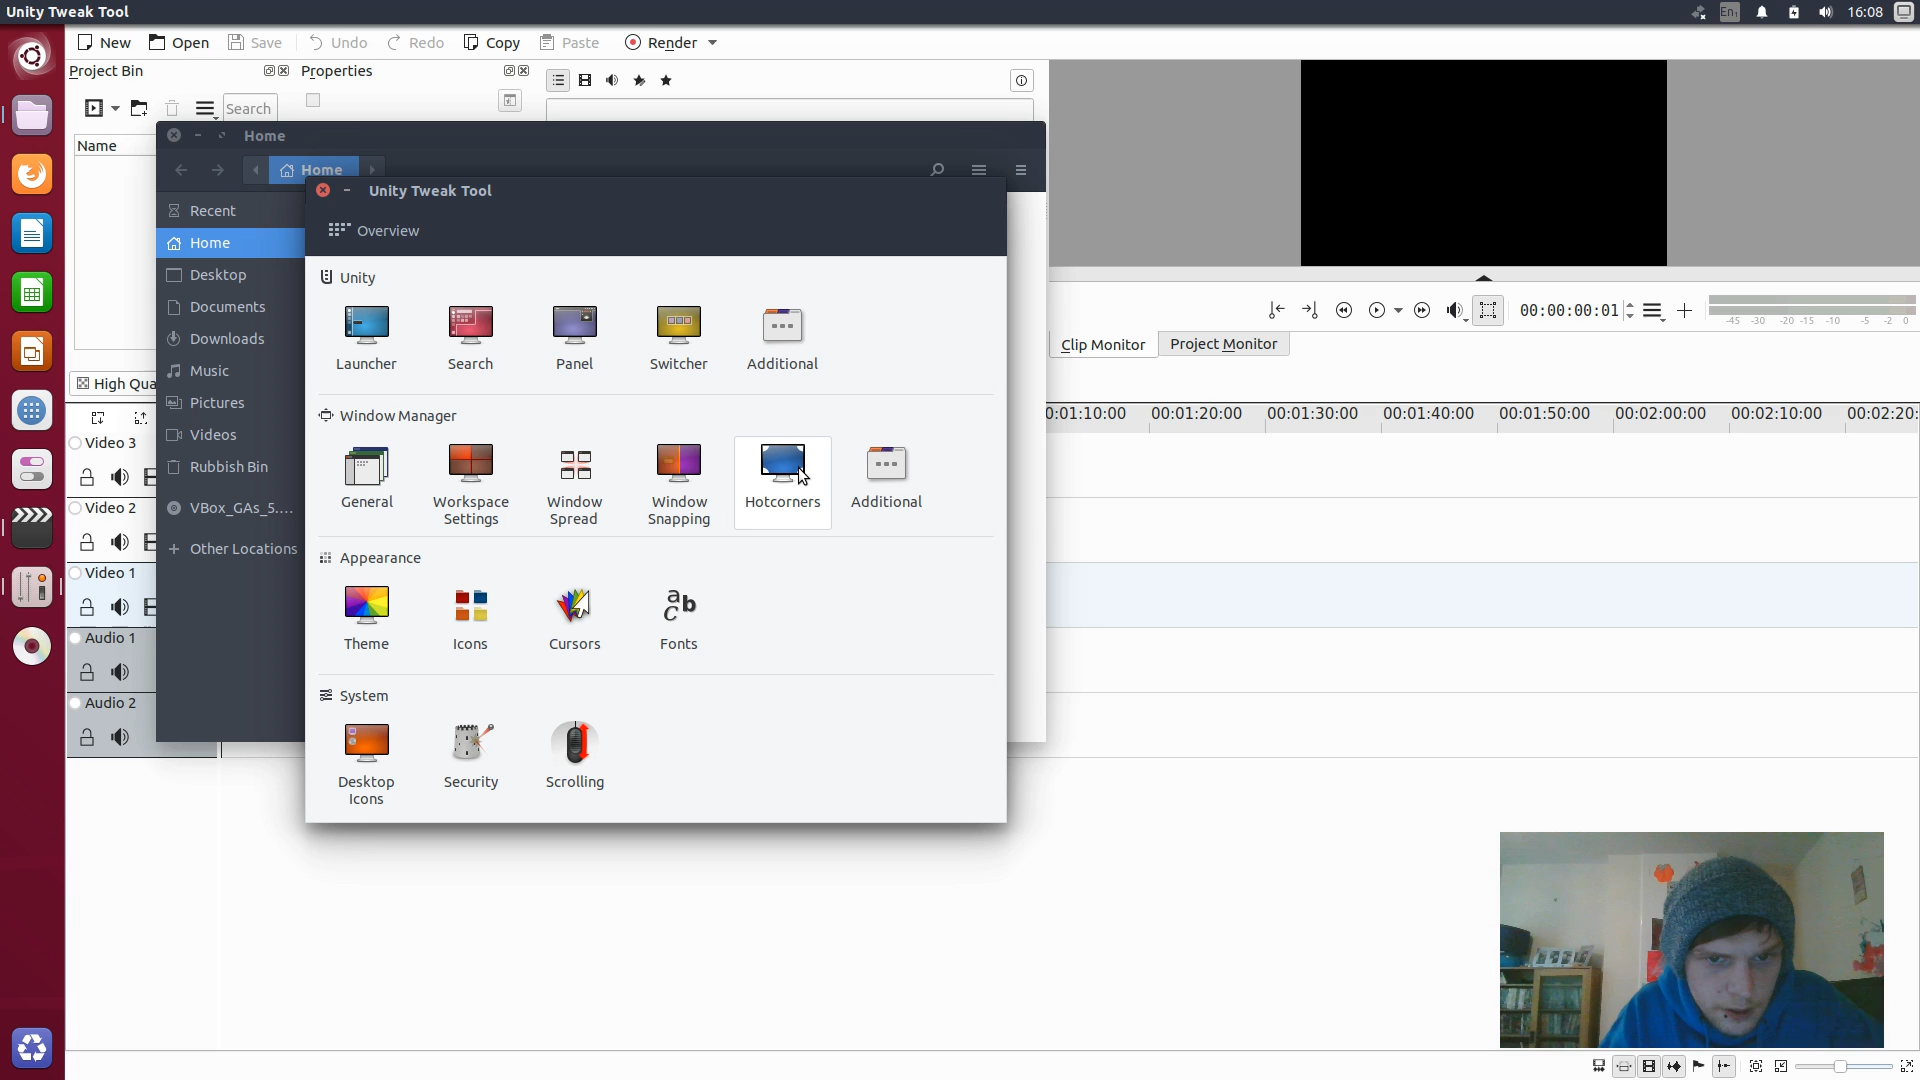 Unity Tweak Tool
En₁
16:08
New Open Save Undo Redo Copy Paste Render
Project Bin Properties
Search
Name
Home
Home
Unity Tweak Tool
Overview
Recent
Home
Desktop
Documents
Downloads
Music
Pictures
Videos
Rubbish Bin
VBox_GAs_5....
Other Locations
Unity
Launcher Search Panel Switcher Additional
Window Manager
General Workspace Settings Window Spread Window Snapping Hotcorners Additional
Appearance
Theme Icons Cursors Fonts
System
Desktop Icons Security Scrolling
High Qua
Video 3
Video 2
Video 1
Audio 1
Audio 2
00:00:00:01
-45 -30 -20 -15 -10 -5 -2 0
Clip Monitor Project Monitor
0:01:10:00 00:01:20:00 00:01:30:00 00:01:40:00 00:01:50:00 00:02:00:00 00:02:10:00 00:02:20: